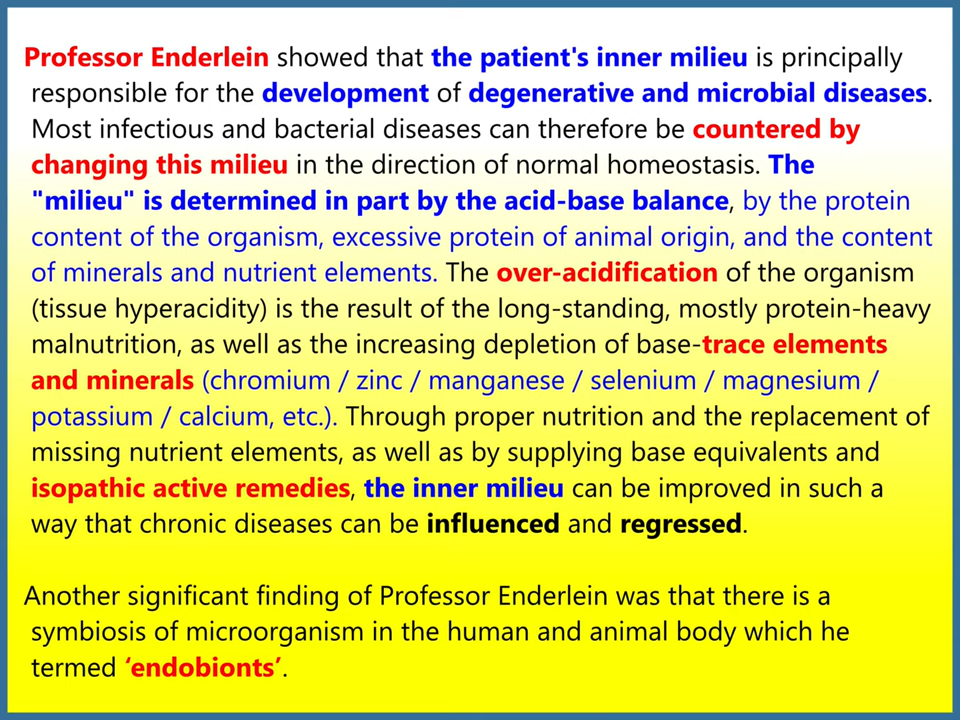 Professor Enderlein showed that the patient's inner milieu is principally
responsible for the development of degenerative and microbial diseases.
Most infectious and bacterial diseases can therefore be countered by
changing this milieu in the direction of normal homeostasis. The
"milieu" is determined in part by the acid-base balance, by the protein
content of the organism, excessive protein of animal origin, and the content
of minerals and nutrient elements. The over-acidification of the organism
(tissue hyperacidity) is the result of the long-standing, mostly protein-heavy
malnutrition, as well as the increasing depletion of base-trace elements
and minerals (chromium / zinc / manganese / selenium / magnesium /
potassium / calcium, etc.). Through proper nutrition and the replacement of
missing nutrient elements, as well as by supplying base equivalents and
isopathic active remedies, the inner milieu can be improved in such a
way that chronic diseases can be influenced and regressed.
Another significant finding of Professor Enderlein was that there is a
symbiosis of microorganism in the human and animal body which he
termed ‘endobionts’.